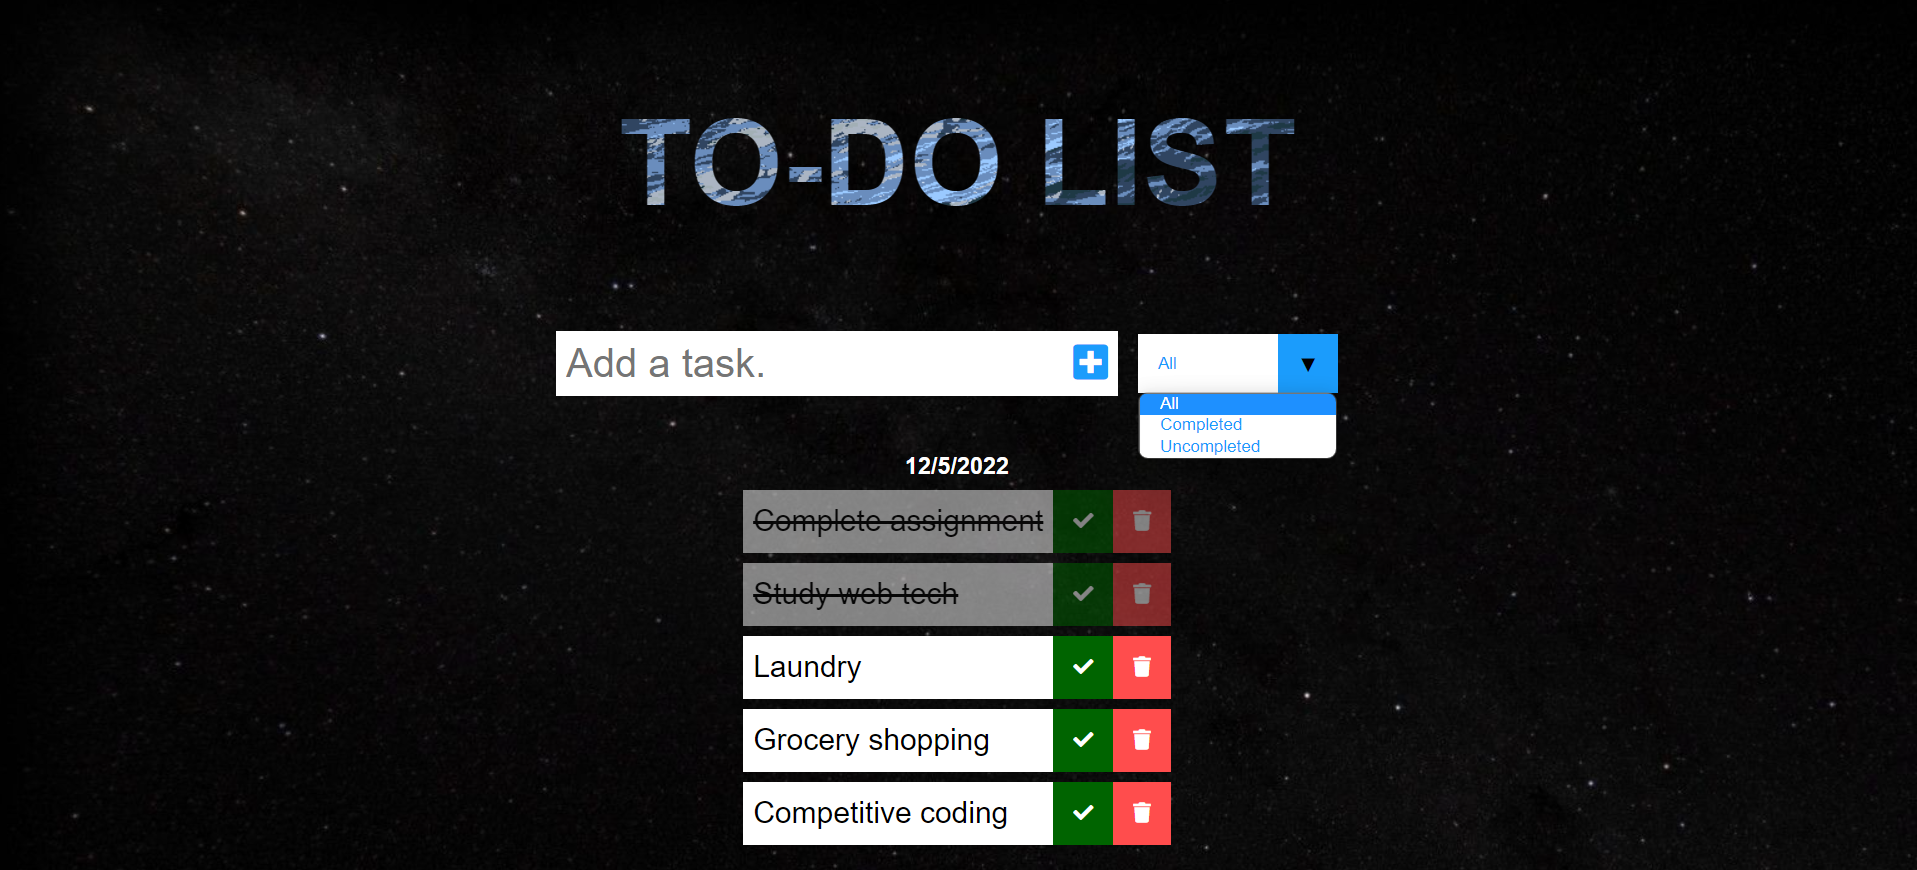 TO-DO LIST
Add a task.
All
All
Completed
Uncompleted
12/5/2022
Complete assignment
Study web tech
Laundry
Grocery shopping
Competitive coding